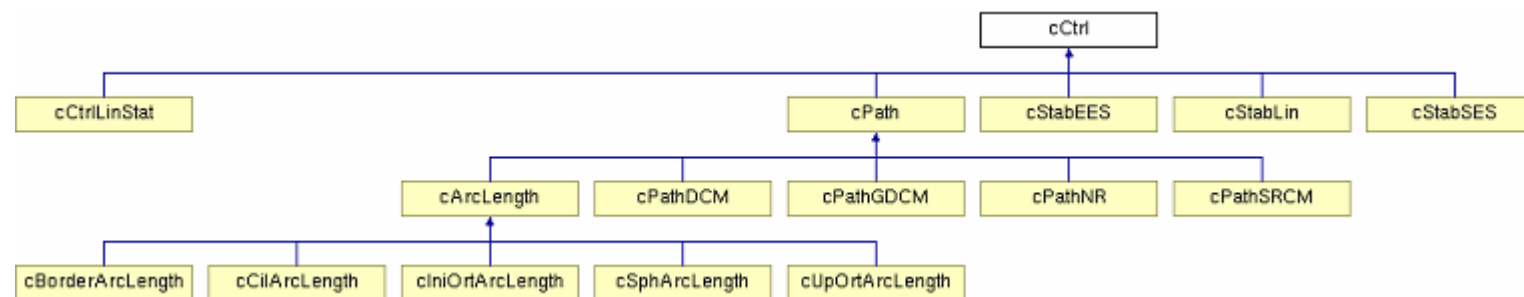 cCtrl
cCtrlLinStat cPath cStabEES cStabLin cStabSES
cArcLength cPathDCM cPathGDCM cPathNR cPathSRCM
cBorderArcLength cCilArcLength cIniOrtArcLength cSphArcLength cUpOrtArcLength